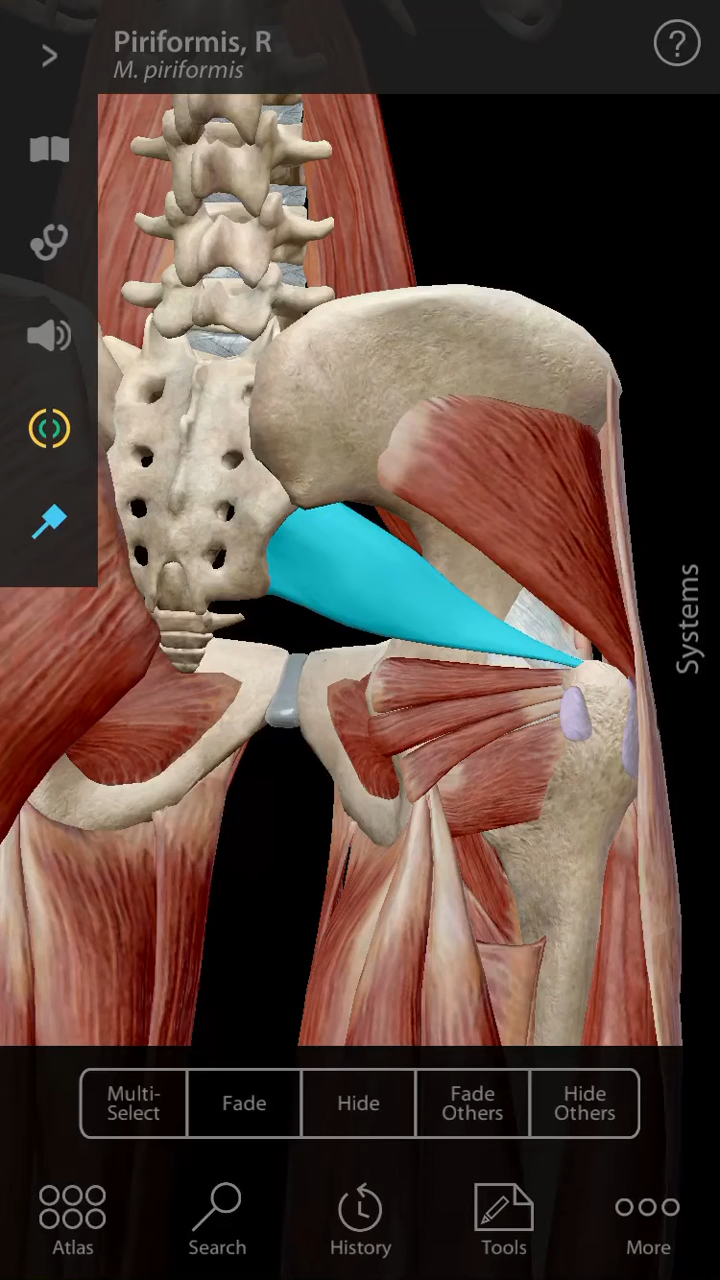 Piriformis, R
M. piriformis
?
Systems
Multi-
Select
Fade
Hide
Fade
Others
Hide
Others
Atlas
Search
History
Tools
More